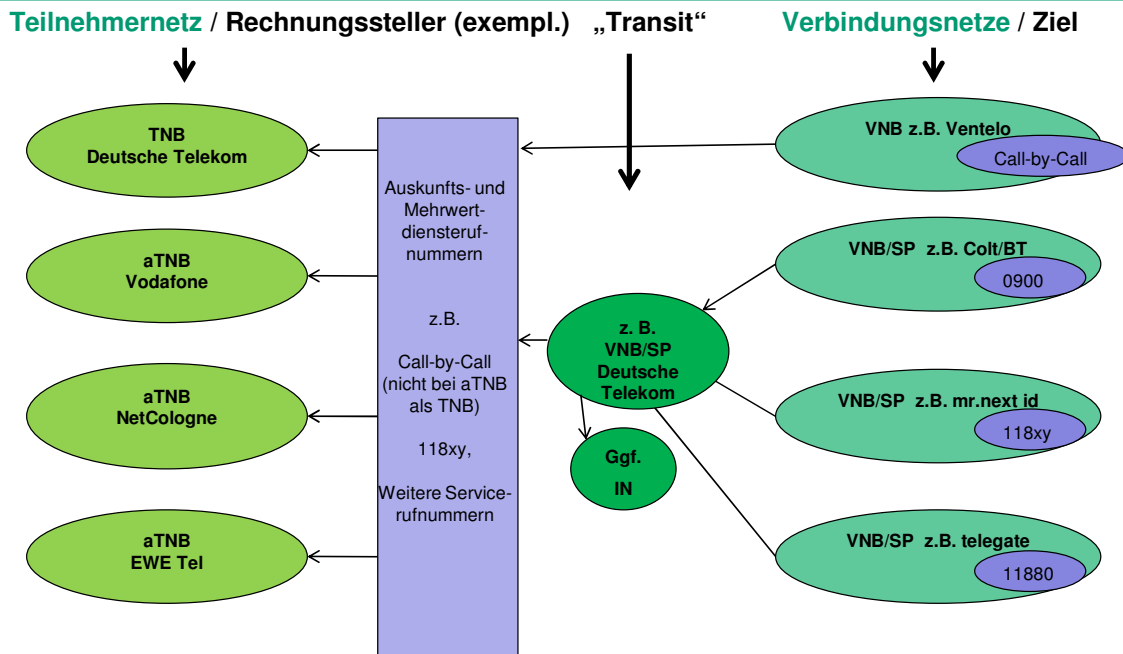 Teilnehmernetz / Rechnungssteller (exempl.) „Transit“ Verbindungsnetze / Ziel
TNB
Deutsche Telekom
aTNB
Vodafone
aTNB
NetCologne
aTNB
EWE Tel
Auskunfts- und
Mehrwert-
diensteruf-
nummern
z.B.
Call-by-Call
(nicht bei aTNB
als TNB)
118xy,
Weitere Service-
rufnummern
z. B.
VNB/SP
Deutsche
Telekom
Ggf.
IN
VNB z.B. Ventelo
Call-by-Call
VNB/SP z.B. Colt/BT
0900
VNB/SP z.B. mr.next id
118xy
VNB/SP z.B. telegate
11880